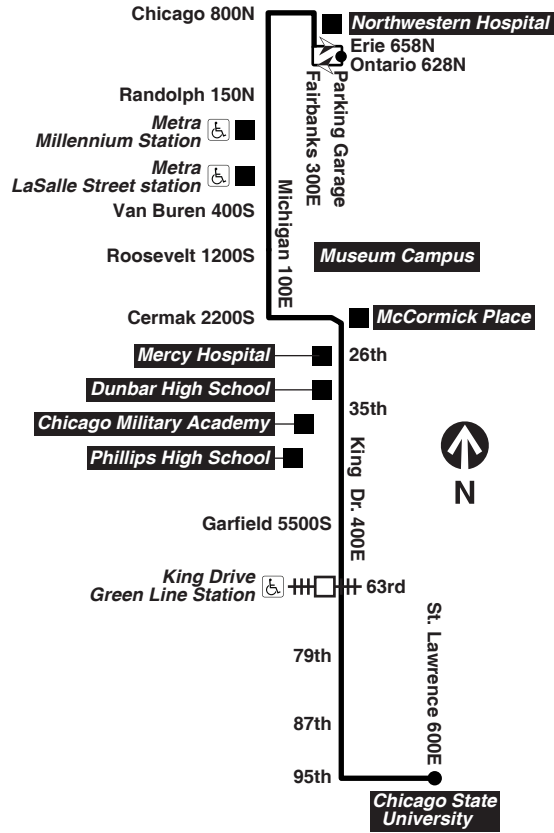 Chicago 800N
Northwestern Hospital
Erie 658N
Ontario 628N
Parking Garage
Fairbanks 300E
Randolph 150N
Metra
Millennium Station
Metra
LaSalle Street station
Van Buren 400S
Michigan 100E
Roosevelt 1200S
Museum Campus
Cermak 2200S
McCormick Place
Mercy Hospital
26th
Dunbar High School
35th
Chicago Military Academy
Phillips High School
King Dr. 400E
N
Garfield 5500S
King Drive
Green Line Station
63rd
St. Lawrence 600E
79th
87th
95th
Chicago State
University